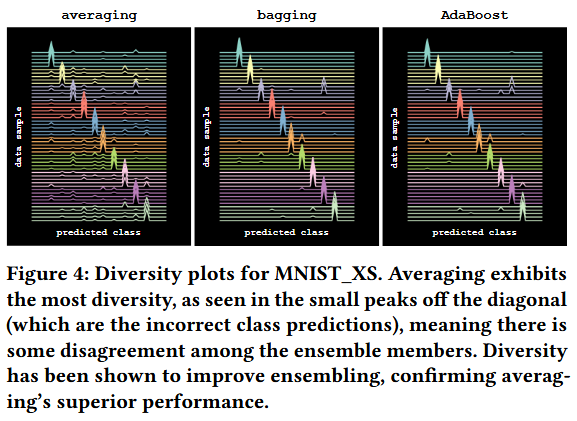 averaging
bagging
AdaBoost
data sample
data sample
data sample
predicted class
predicted class
predicted class
Figure 4: Diversity plots for MNIST_XS. Averaging exhibits
the most diversity, as seen in the small peaks off the diagonal
(which are the incorrect class predictions), meaning there is
some disagreement among the ensemble members. Diversity
has been shown to improve ensembling, confirming averag-
ing's superior performance.